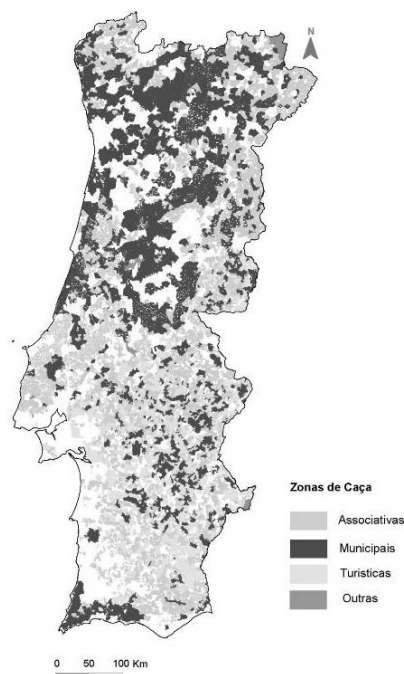 N
Zonas de Caça
Associativas
Municipais
Turisticas
Outras
0 50 100 Km